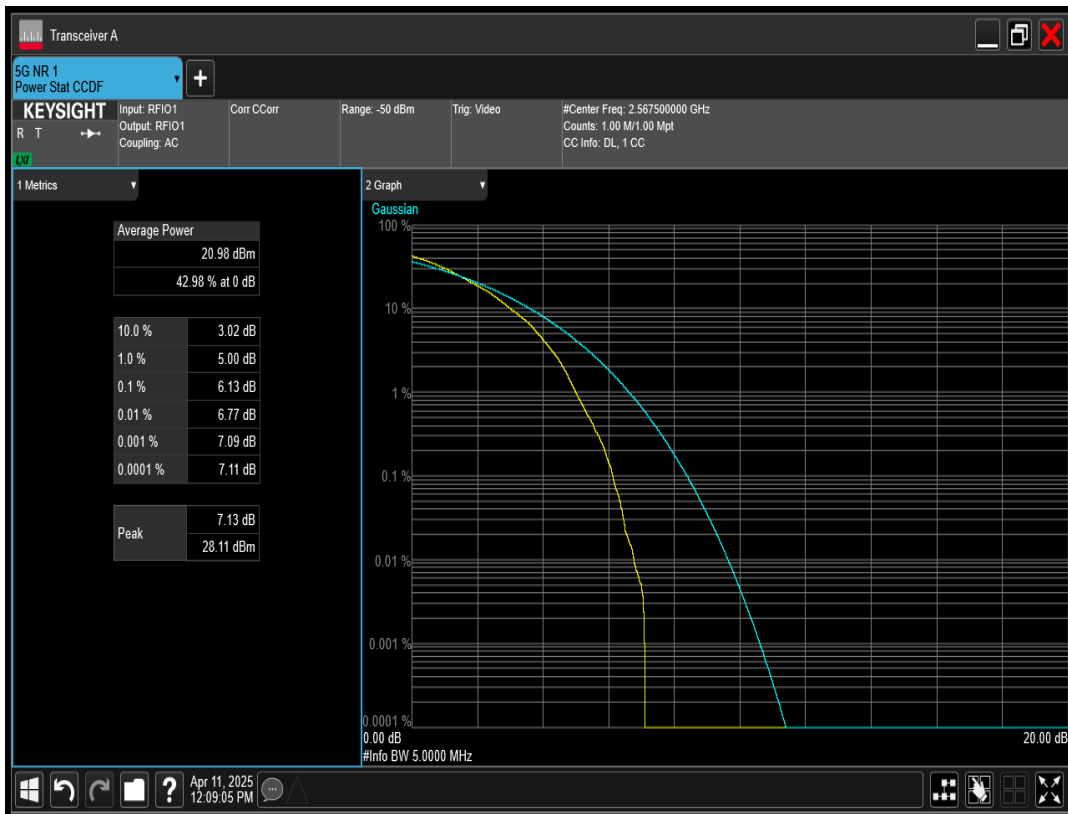 Transceiver A
5G NR 1
Power Stat CCDF
KEYSIGHT
R T
LXI
Input: RFIO1
Output: RFIO1
Coupling: AC
Corr CCorr
Range: -50 dBm
Trig: Video
#Center Freq: 2.567500000 GHz
Counts: 1.00 M/1.00 Mpt
CC Info: DL, 1 CC
1 Metrics
Average Power
20.98 dBm
42.98 % at 0 dB
10.0 % 3.02 dB
1.0 % 5.00 dB
0.1 % 6.13 dB
0.01 % 6.77 dB
0.001 % 7.09 dB
0.0001 % 7.11 dB
Peak
7.13 dB
28.11 dBm
2 Graph
Gaussian
100 %
10 %
1 %
0.1 %
0.01 %
0.001 %
0.0001 %
0.00 dB 20.00 dB
#Info BW 5.0000 MHz
?
Apr 11, 2025
12:09:05 PM